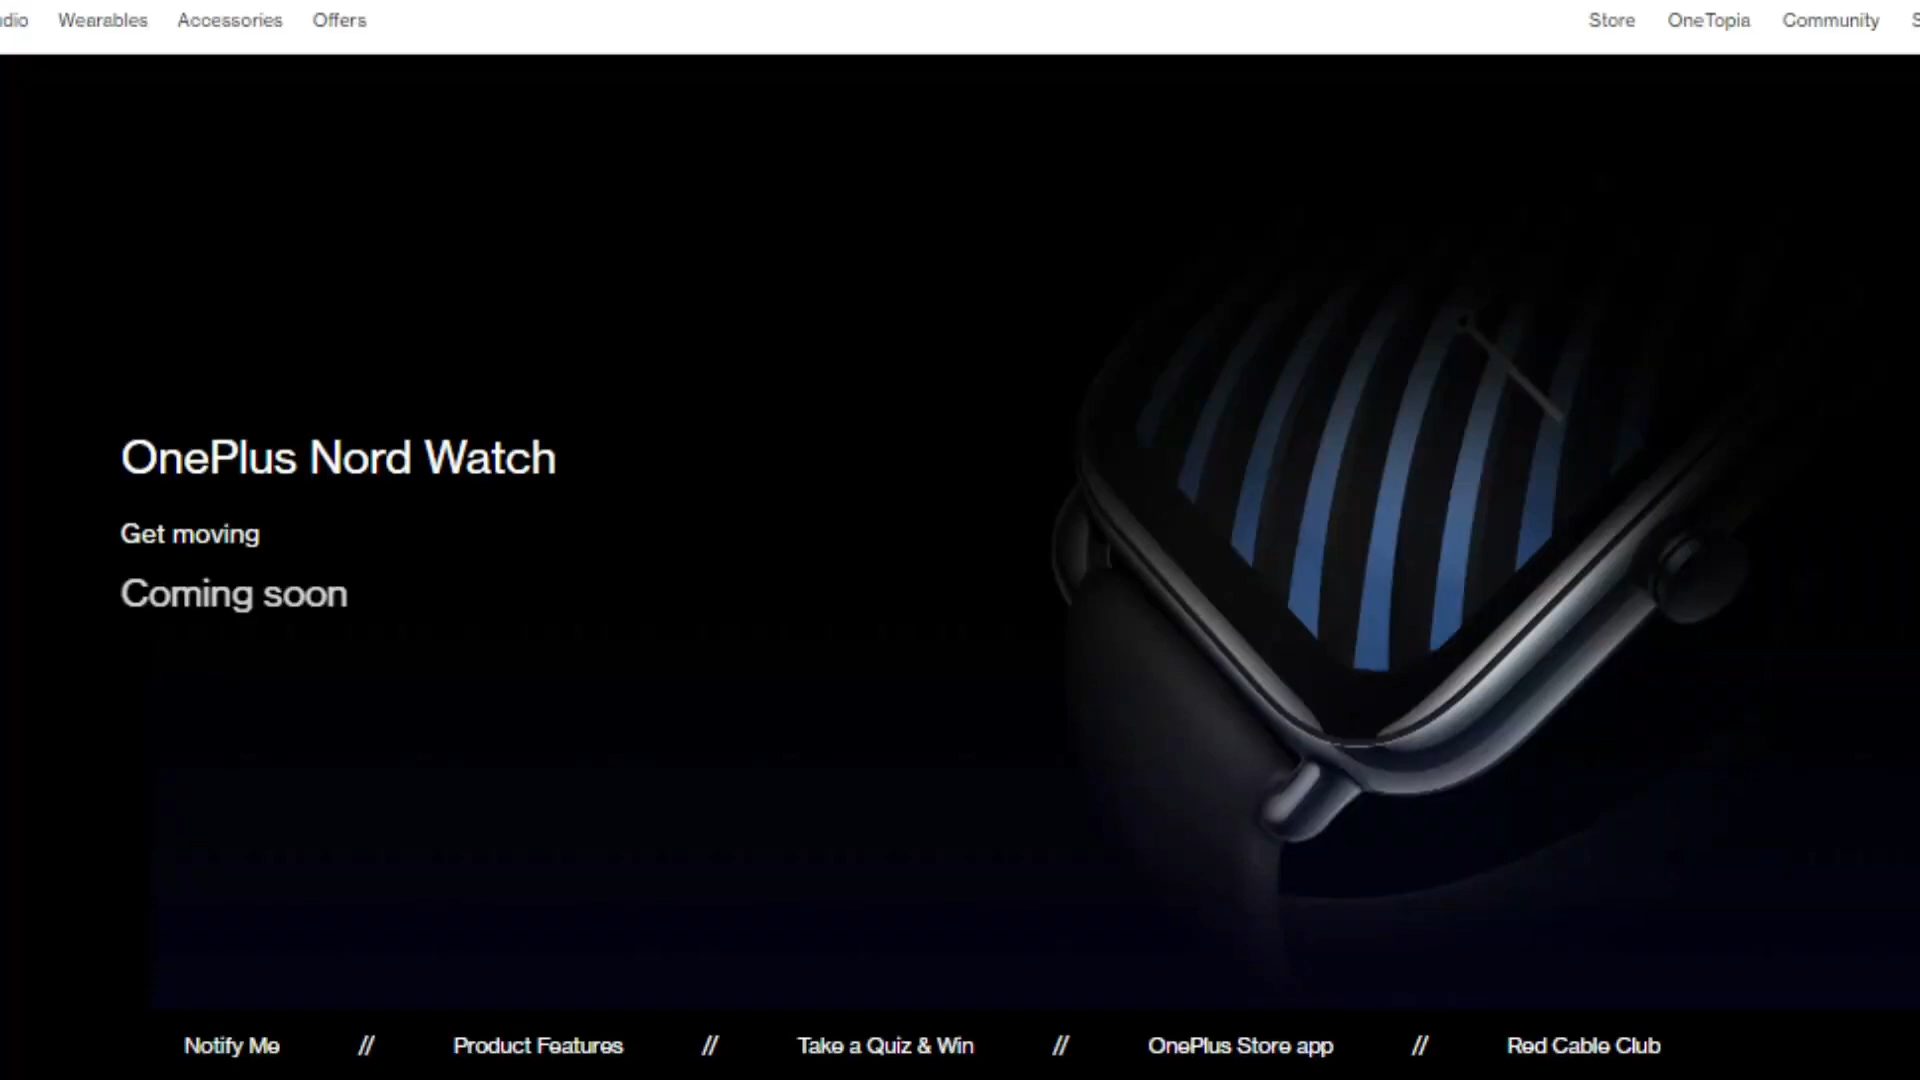 Wearables Accessories Offers Store OneTopia Community
OnePlus Nord Watch
Get moving
Coming soon
Notify Me // Product Features // Take a Quiz & Win // OnePlus Store app // Red Cable Club